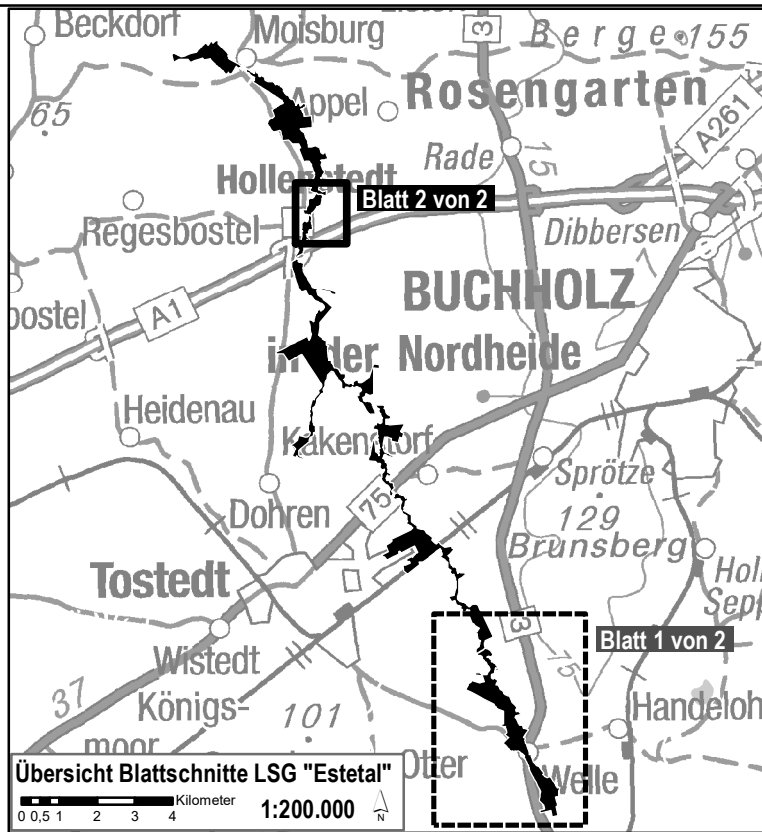 Beckdorf
Moisburg
3
Berge
155
Appel
Rosengarten
65
A261
Rade
15
Hollenstedt
Blatt 2 von 2
Regesbostel
Dibbersen
BUCHHOLZ
A1
bostel
in der Nordheide
Heidenau
Kakenstorf
Sprötze
75
Dohren
129
Brunsberg
Tostedt
Holm
Sepp
3
Blatt 1 von 2
Wistedt
75
37
Königs-
moor
101
Handeloh
Otter
Welle
Übersicht Blattschnitte LSG "Estetal"
0 0,5 1 2 3 4 Kilometer
1:200.000
N